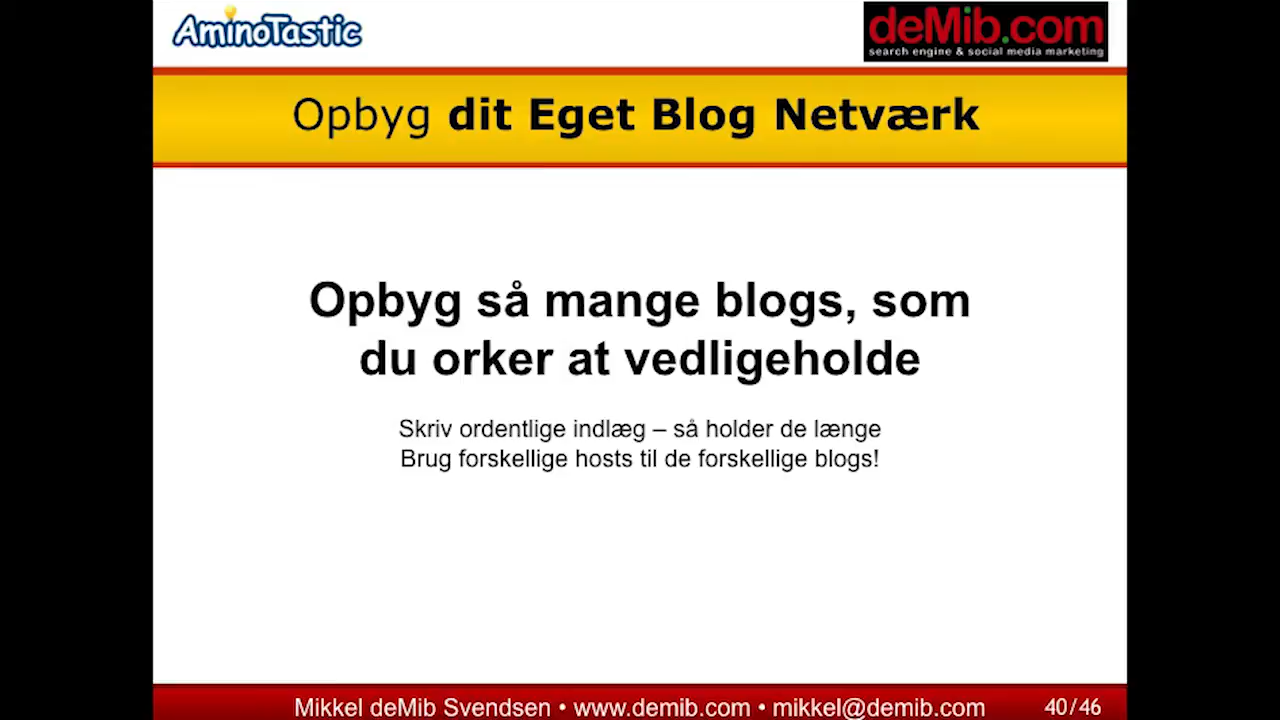 AminoTastic
deMib.com
search engine & social media marketing
Opbyg dit Eget Blog Netværk
Opbyg så mange blogs, som
du orker at vedligeholde
Skriv ordentlige indlæg – så holder de længe
Brug forskellige hosts til de forskellige blogs!
Mikkel deMib Svendsen • www.demib.com • mikkel@demib.com 40/46